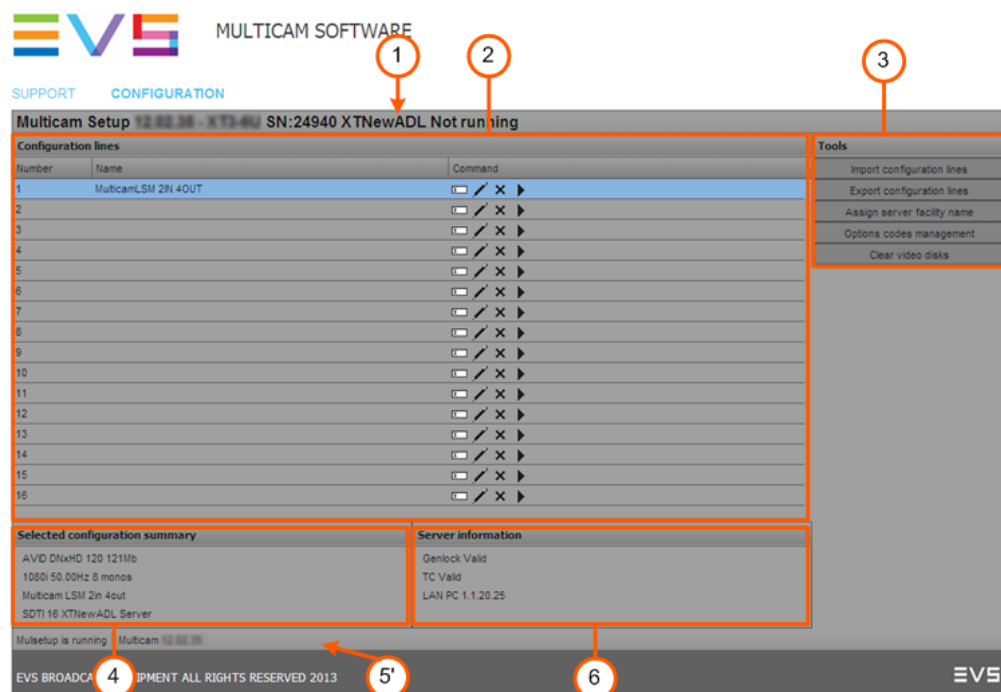 EVS
MULTICAM SOFTWARE
1
2
3
SUPPORT CONFIGURATION
Multicam Setup SN:24940 XTNewADL Not running
Configuration lines
Number Name Command
1 MulticamLSM 2IN 4OUT
2
3
4
5
6
7
8
9
10
11
12
13
14
15
16
Tools
Import configuration lines
Export configuration lines
Assign server facility name
Options codes management
Clear video disks
Selected configuration summary
AVID DNxHD 120 121Mb
1080i 50.00Hz 8 monos
Multicam LSM 2in 4out
SDTI 16 XTNewADL Server
Server information
Genlock Valid
TC Valid
LAN PC 1.1.20.25
Mulsetup is running Multicam
4
5'
6
EVS IPMENT ALL RIGHTS RESERVED 2013
EVS